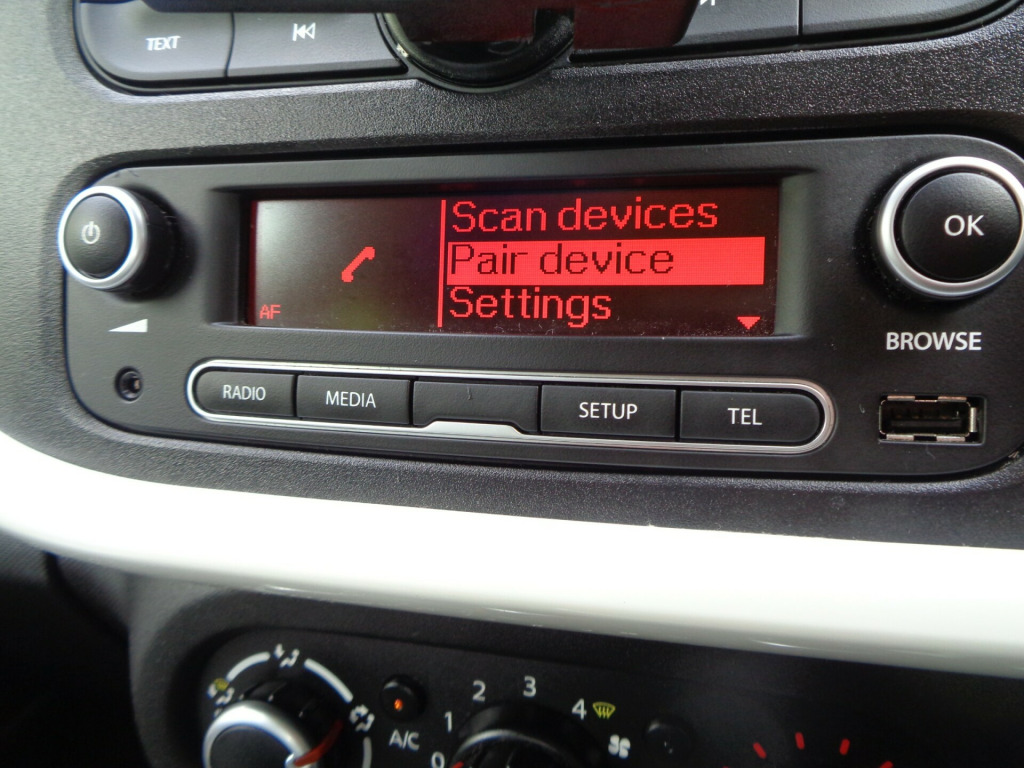 TEXT
Scan devices
Pair device
Settings
AF
OK
BROWSE
RADIO
MEDIA
SETUP
TEL
A/C
0
1
2
3
4